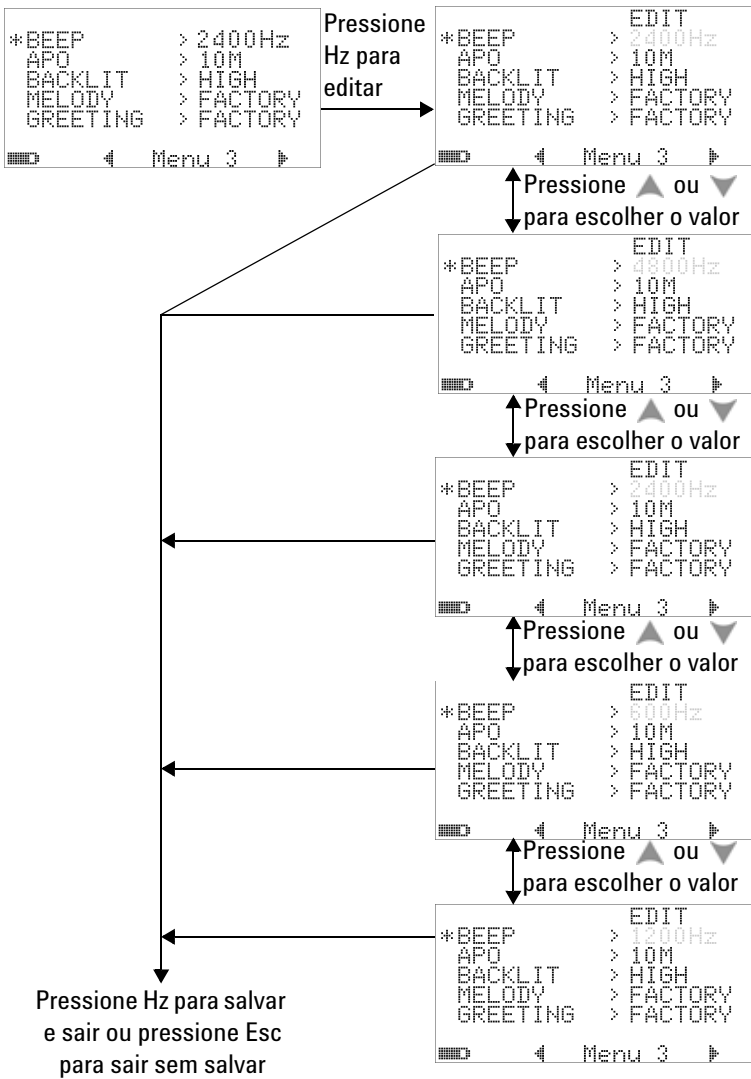 *BEEP > 2400Hz
APO > 10M
BACKLIT > HIGH
MELODY > FACTORY
GREETING > FACTORY
Menu 3
Pressione
Hz para
editar
EDIT
*BEEP > 2400Hz
APO > 10M
BACKLIT > HIGH
MELODY > FACTORY
GREETING > FACTORY
Menu 3
Pressione ▲ ou ▼
para escolher o valor
EDIT
*BEEP > 4800Hz
APO > 10M
BACKLIT > HIGH
MELODY > FACTORY
GREETING > FACTORY
Menu 3
Pressione ▲ ou ▼
para escolher o valor
EDIT
*BEEP > 2400Hz
APO > 10M
BACKLIT > HIGH
MELODY > FACTORY
GREETING > FACTORY
Menu 3
Pressione ▲ ou ▼
para escolher o valor
EDIT
*BEEP > 600Hz
APO > 10M
BACKLIT > HIGH
MELODY > FACTORY
GREETING > FACTORY
Menu 3
Pressione ▲ ou ▼
para escolher o valor
EDIT
*BEEP > 1200Hz
APO > 10M
BACKLIT > HIGH
MELODY > FACTORY
GREETING > FACTORY
Menu 3
Pressione Hz para salvar
e sair ou pressione Esc
para sair sem salvar